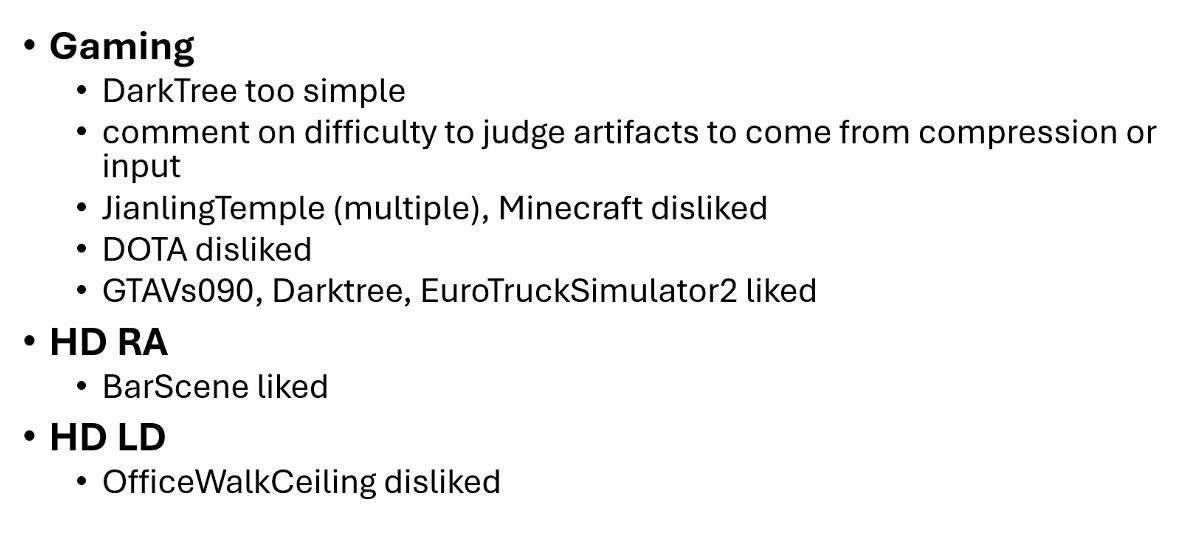 • Gaming
• DarkTree too simple
• comment on difficulty to judge artifacts to come from compression or
input
• JianlingTemple (multiple), Minecraft disliked
• DOTA disliked
• GTAVs090, Darktree, EuroTruckSimulator2 liked
• HD RA
• BarScene liked
• HD LD
• OfficeWalkCeiling disliked